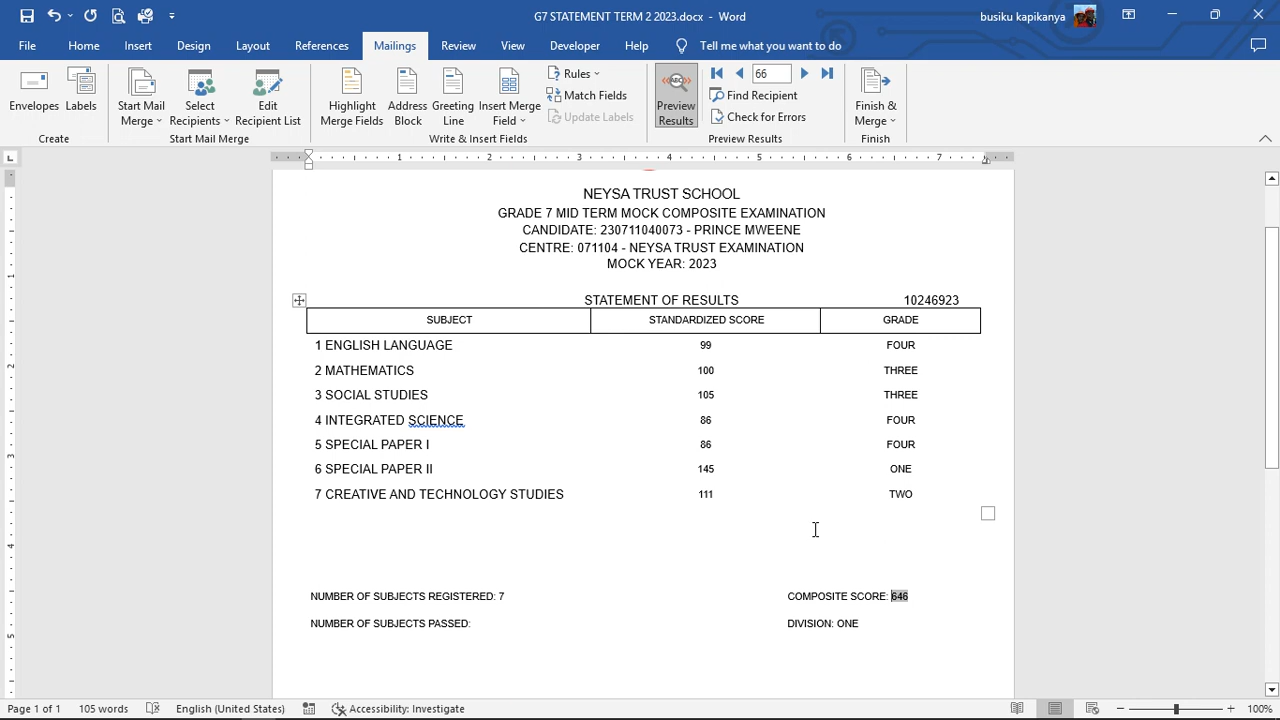 G7 STATEMENT TERM 2 2023.docx - Word
busiku kapikanya
File Home Insert Design Layout References Mailings Review View Developer Help Tell me what you want to do
Envelopes
Labels
Create
Start Mail Merge
Select Recipients
Edit Recipient List
Start Mail Merge
Highlight Merge Fields
Address Block
Greeting Line
Insert Merge Field
Rules
Match Fields
Update Labels
Write & Insert Fields
ABC
Preview Results
66
Find Recipient
Check for Errors
Preview Results
Finish & Merge
Finish
1 2 3 4 5 6 7
NEYSA TRUST SCHOOL
GRADE 7 MID TERM MOCK COMPOSITE EXAMINATION
CANDIDATE: 230711040073 - PRINCE MWEENE
CENTRE: 071104 - NEYSA TRUST EXAMINATION
MOCK YEAR: 2023
STATEMENT OF RESULTS 10246923
SUBJECT STANDARDIZED SCORE GRADE
1 ENGLISH LANGUAGE 99 FOUR
2 MATHEMATICS 100 THREE
3 SOCIAL STUDIES 105 THREE
4 INTEGRATED SCIENCE 86 FOUR
5 SPECIAL PAPER I 86 FOUR
6 SPECIAL PAPER II 145 ONE
7 CREATIVE AND TECHNOLOGY STUDIES 111 TWO
NUMBER OF SUBJECTS REGISTERED: 7 COMPOSITE SCORE: 646
NUMBER OF SUBJECTS PASSED: DIVISION: ONE
Page 1 of 1 105 words English (United States) Accessibility: Investigate 100%